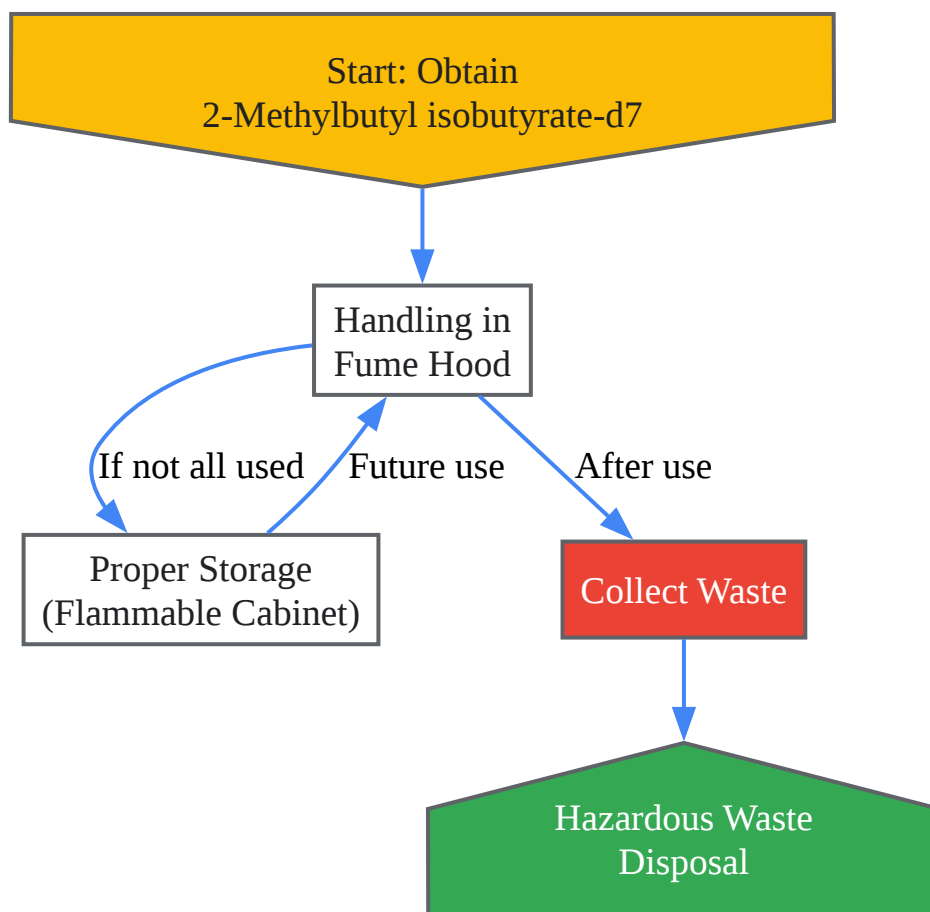 Start: Obtain
2-Methylbutyl isobutyrate-d7
Handling in
Fume Hood
If not all used
Future use
After use
Proper Storage
(Flammable Cabinet)
Collect Waste
Hazardous Waste
Disposal